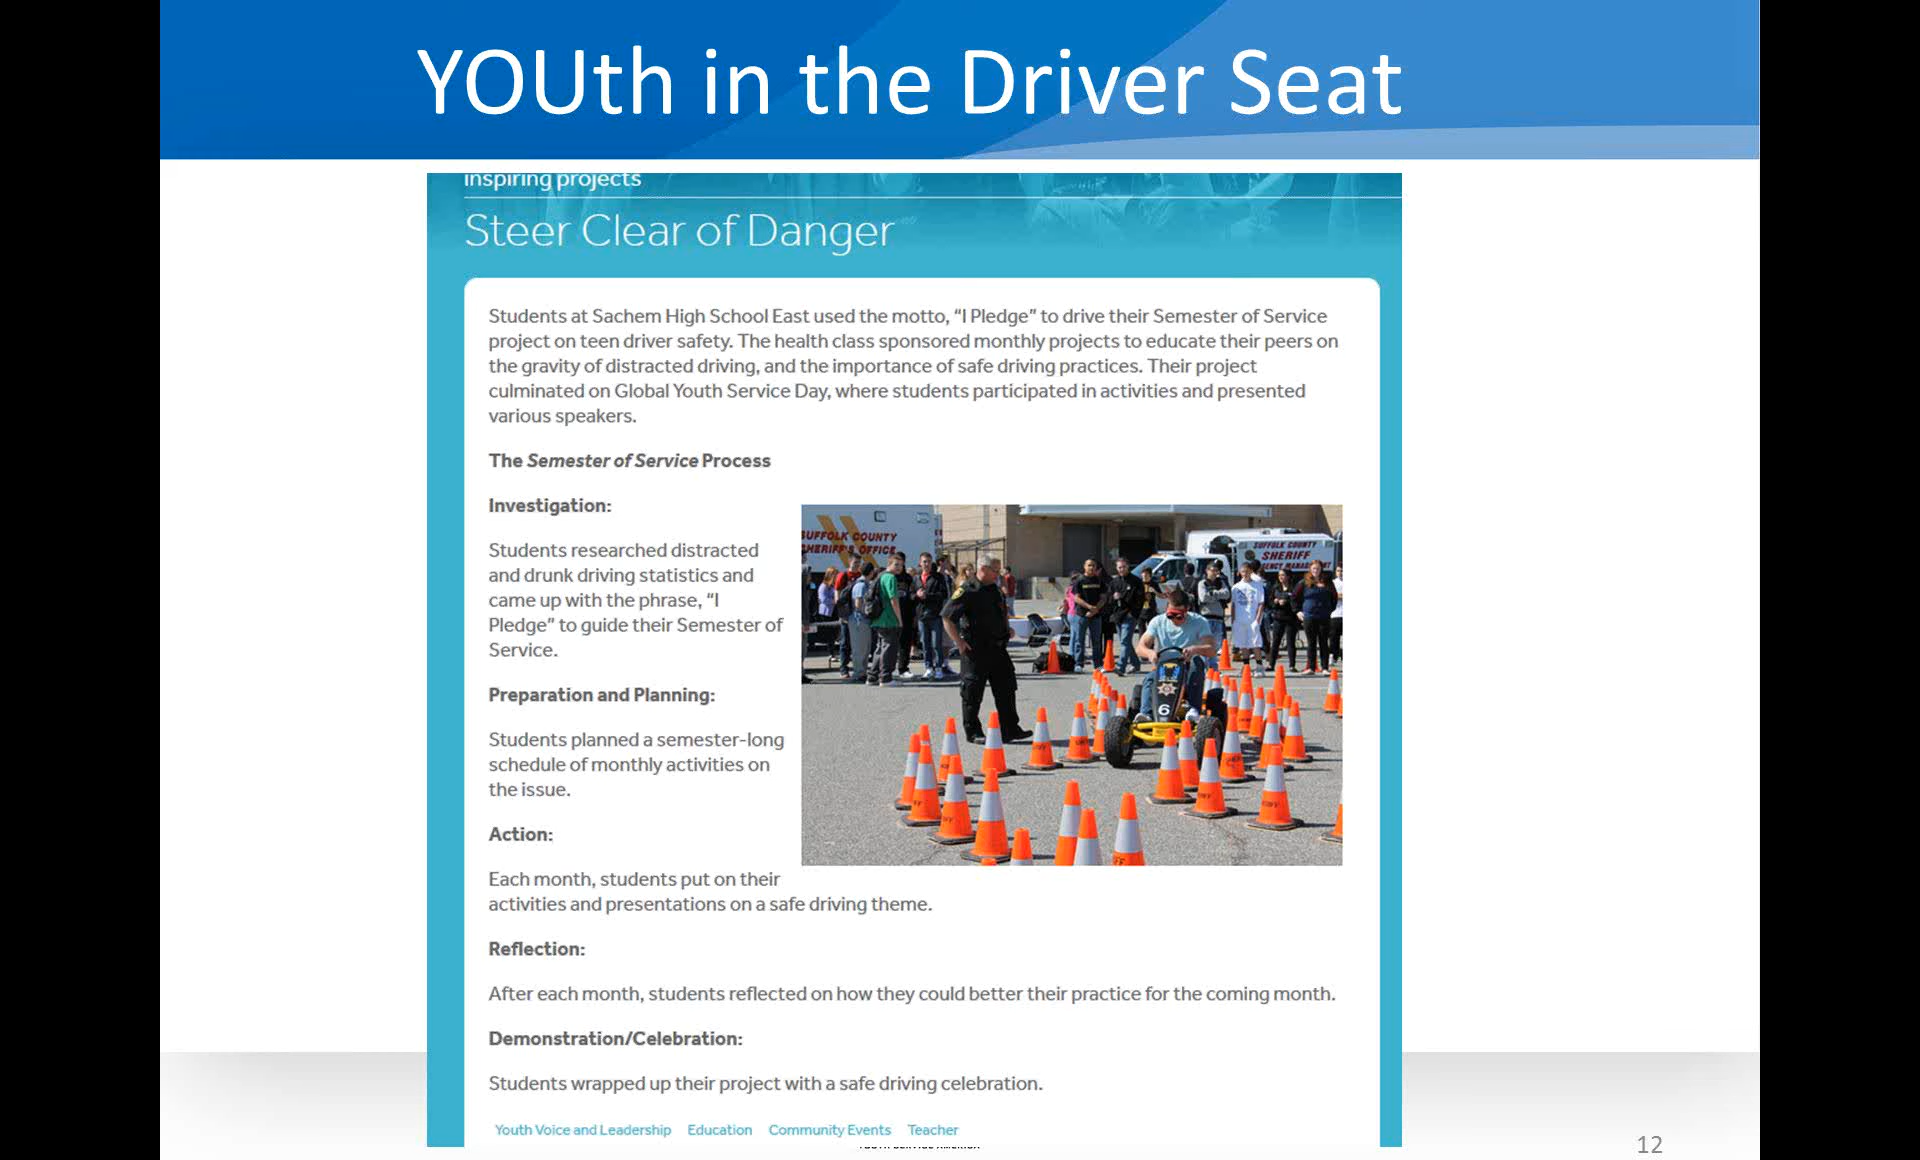 YOUth in the Driver Seat
inspiring projects
Steer Clear of Danger
Students at Sachem High School East used the motto, “I Pledge” to drive their Semester of Service
project on teen driver safety. The health class sponsored monthly projects to educate their peers on
the gravity of distracted driving, and the importance of safe driving practices. Their project
culminated on Global Youth Service Day, where students participated in activities and presented
various speakers.
The Semester of Service Process
Investigation:
Students researched distracted
and drunk driving statistics and
came up with the phrase, “I
Pledge” to guide their Semester of
Service.
SUFFOLK COUNTY
SHERIFF'S OFFICE
SUFFOLK COUNTY
SHERIFF
6
Preparation and Planning:
Students planned a semester-long
schedule of monthly activities on
the issue.
Action:
Each month, students put on their
activities and presentations on a safe driving theme.
Reflection:
After each month, students reflected on how they could better their practice for the coming month.
Demonstration/Celebration:
Students wrapped up their project with a safe driving celebration.
Youth Voice and Leadership Education Community Events Teacher
12